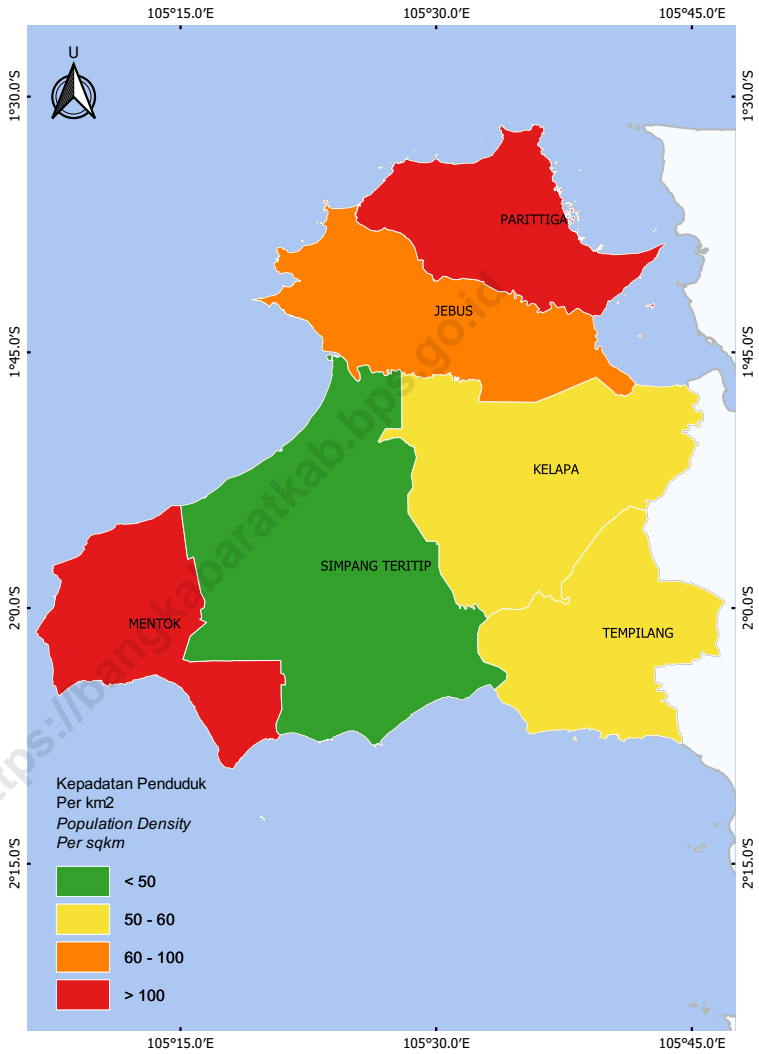 105°15.0'E 105°30.0'E 105°45.0'E
U
1°30.0'S 1°30.0'S
PARITTIGA
JEBUS
1°45.0'S 1°45.0'S
KELAPA
SIMPANG TERITIP
2°0.0'S 2°0.0'S
MENTOK
TEMPILANG
https://bangkabaratkab.bps.go.id
Kepadatan Penduduk
Per km2
Population Density
Per sqkm
2°15.0'S 2°15.0'S
< 50
50 - 60
60 - 100
> 100
105°15.0'E 105°30.0'E 105°45.0'E